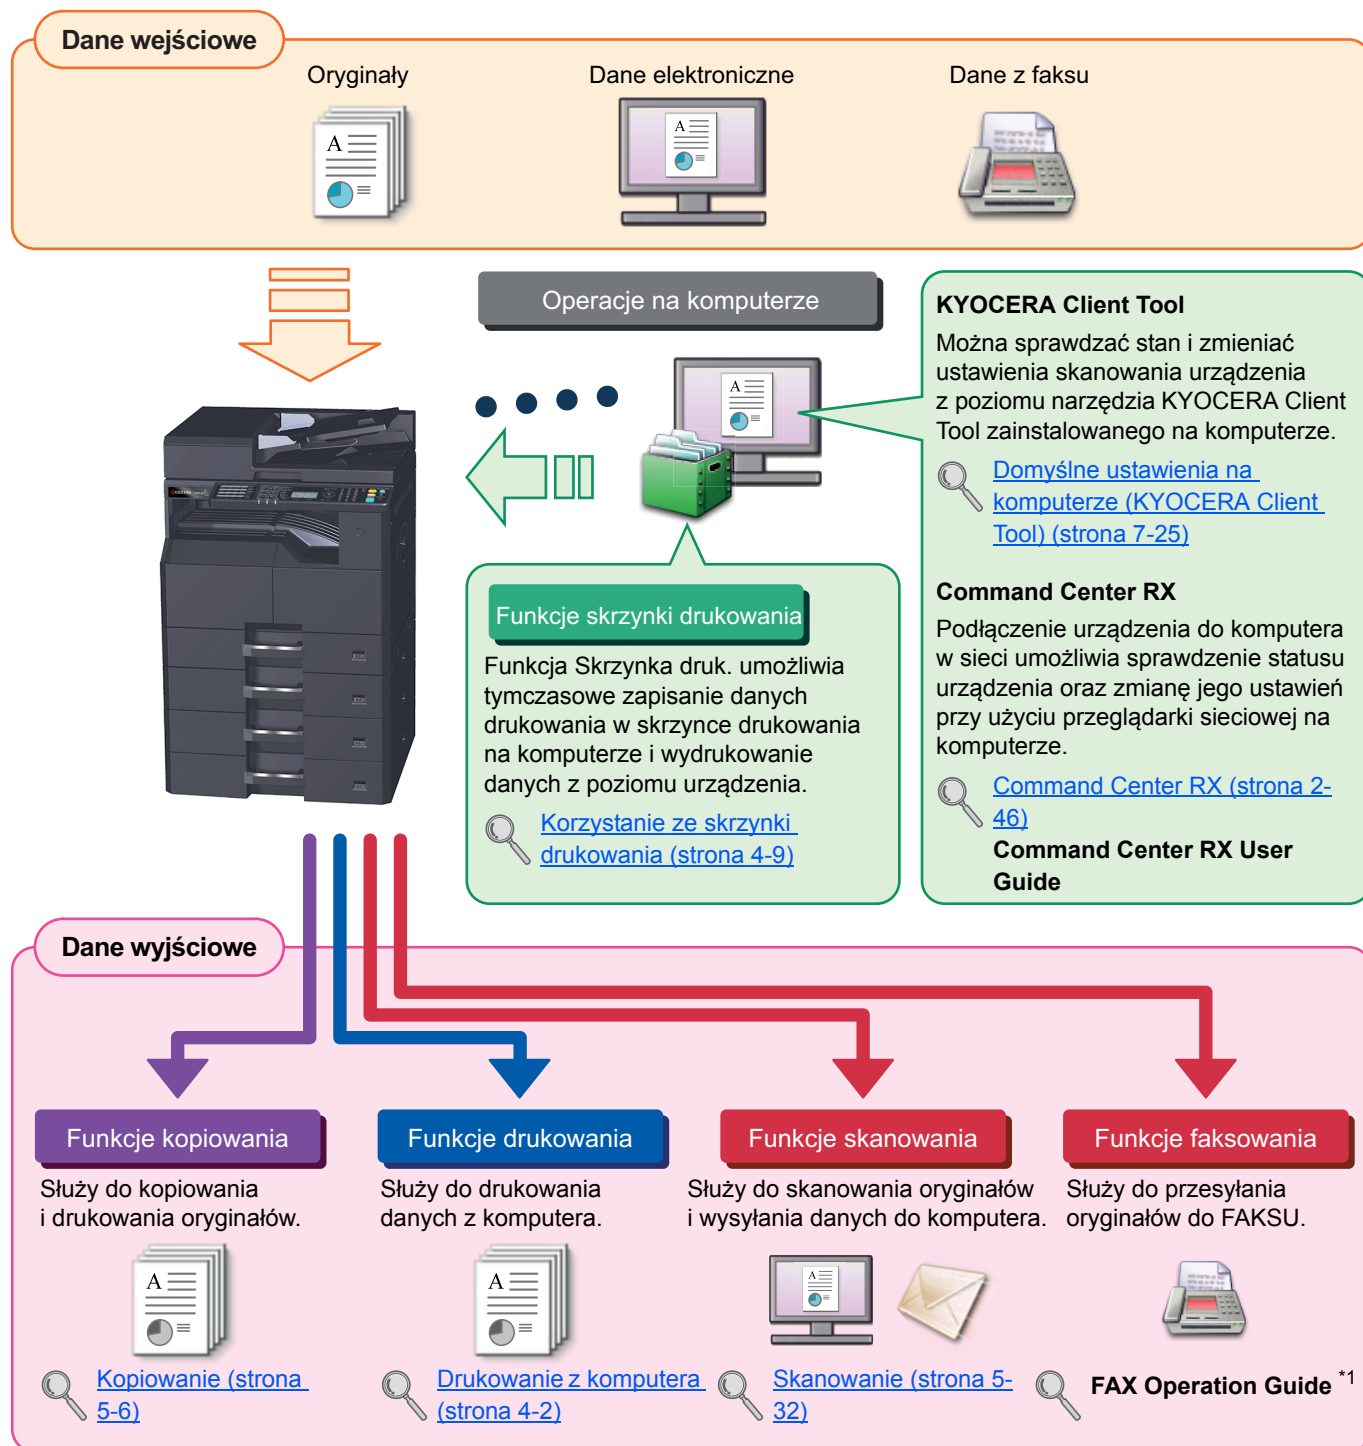 Dane wejściowe
Oryginały
Dane elektroniczne
Dane z faksu
Operacje na komputerze
KYOCERA Client Tool
Można sprawdzać stan i zmieniać
ustawienia skanowania urządzenia
z poziomu narzędzia KYOCERA Client
Tool zainstalowanego na komputerze.
Domyślne ustawienia na
komputerze (KYOCERA Client
Tool) (strona 7-25)
Command Center RX
Podłączenie urządzenia do komputera
w sieci umożliwia sprawdzenie statusu
urządzenia oraz zmianę jego ustawień
przy użyciu przeglądarki sieciowej na
komputerze.
Command Center RX (strona 2-
46)
Command Center RX User
Guide
Funkcje skrzynki drukowania
Funkcja Skrzynka druk. umożliwia
tymczasowe zapisanie danych
drukowania w skrzynce drukowania
na komputerze i wydrukowanie
danych z poziomu urządzenia.
Korzystanie ze skrzynki
drukowania (strona 4-9)
Dane wyjściowe
Funkcje kopiowania
Służy do kopiowania
i drukowania oryginałów.
Kopiowanie (strona
5-6)
Funkcje drukowania
Służy do drukowania
danych z komputera.
Drukowanie z komputera
(strona 4-2)
Funkcje skanowania
Służy do skanowania oryginałów
i wysyłania danych do komputera.
Skanowanie (strona 5-
32)
Funkcje faksowania
Służy do przesyłania
oryginałów do FAKSU.
FAX Operation Guide *1